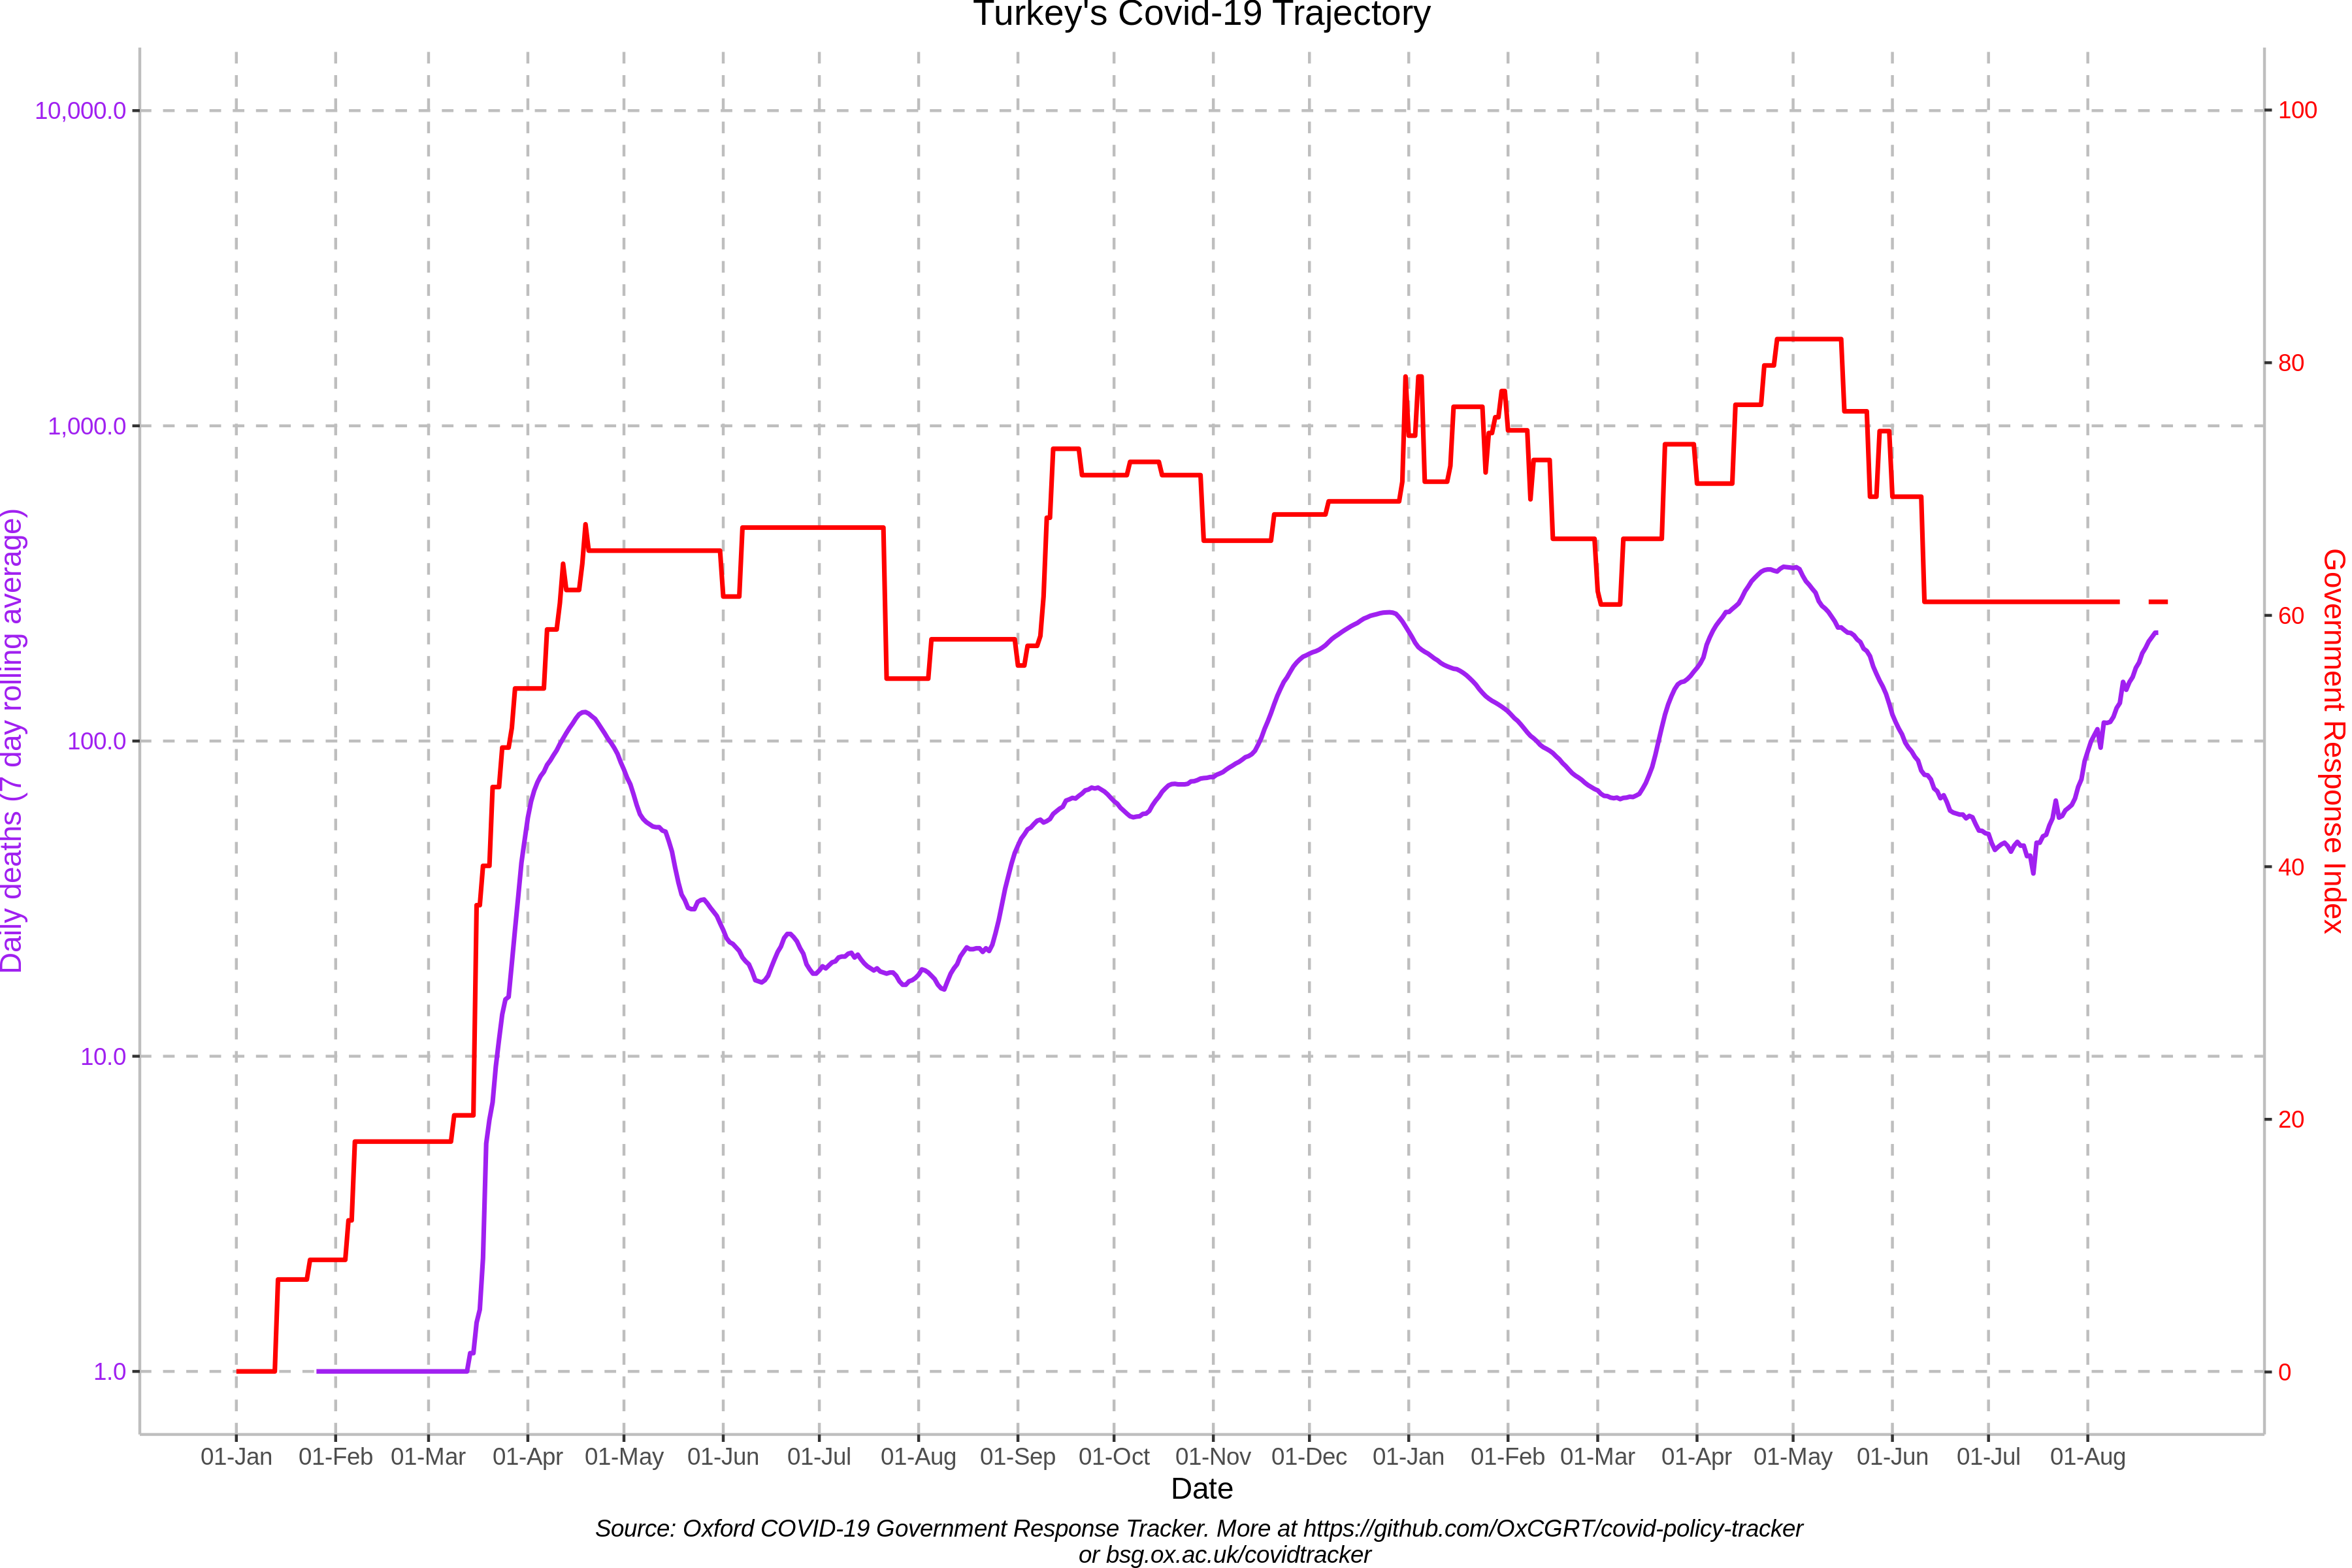 Turkey's Covid-19 Trajectory
10,000.0
1,000.0
100.0
10.0
1.0
Daily deaths (7 day rolling average)
100
80
60
40
20
0
Government Response Index
01-Jan 01-Feb 01-Mar 01-Apr 01-May 01-Jun 01-Jul 01-Aug 01-Sep 01-Oct 01-Nov 01-Dec 01-Jan 01-Feb 01-Mar 01-Apr 01-May 01-Jun 01-Jul 01-Aug
Date
Source: Oxford COVID-19 Government Response Tracker. More at https://github.com/OxCGRT/covid-policy-tracker
or bsg.ox.ac.uk/covidtracker